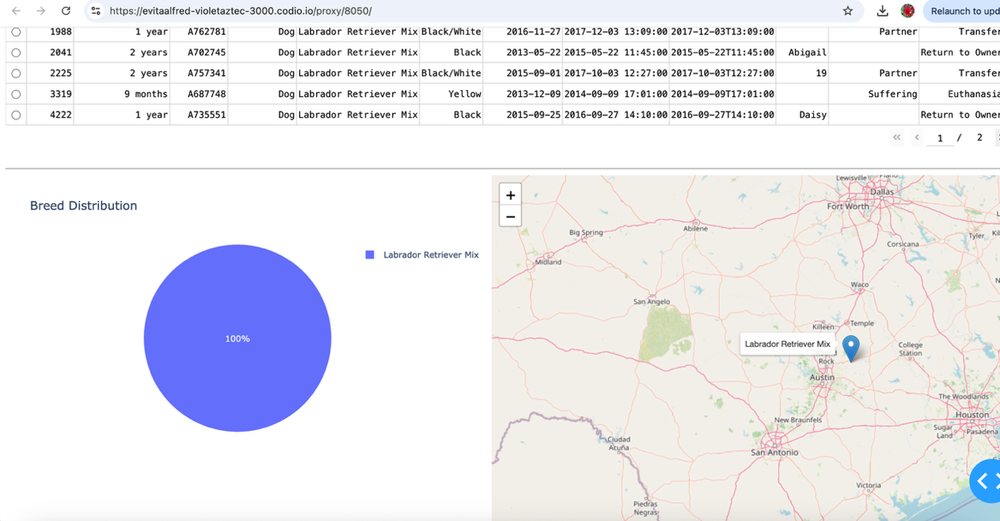 https://evitaalfred-violetaztec-3000.codio.io/proxy/8050/ Relaunch to upd
1988 1 year A762781 Dog Labrador Retriever Mix Black/White 2016-11-27 2017-12-03 13:09:00 2017-12-03T13:09:00 Partner Transfer
2041 2 years A702745 Dog Labrador Retriever Mix Black 2013-05-22 2015-05-22 11:45:00 2015-05-22T11:45:00 Abigail Return to Owner
2225 2 years A757341 Dog Labrador Retriever Mix Black/White 2015-09-01 2017-10-03 12:27:00 2017-10-03T12:27:00 19 Partner Transfer
3319 9 months A687748 Dog Labrador Retriever Mix Yellow 2013-12-09 2014-09-09 17:01:00 2014-09-09T17:01:00 Suffering Euthanasia
4222 1 year A735551 Dog Labrador Retriever Mix Black 2015-09-25 2016-09-27 14:10:00 2016-09-27T14:10:00 Daisy Return to Owner
<< < 1 / 2
Breed Distribution
Labrador Retriever Mix
100%
+
−
Lewisville
Plano
Dallas
Fort Worth
Abilene
Big Spring
Tyler
Corsicana
Midland
Waco
San Angelo
Killeen
Temple
Labrador Retriever Mix
College
Station
Rock
Austin
The Woodlands
Houston
New Braunfels
Sugar
Land
Pasadena
Ciudad
Acuña
San Antonio
Victoria
Piedras
Negras